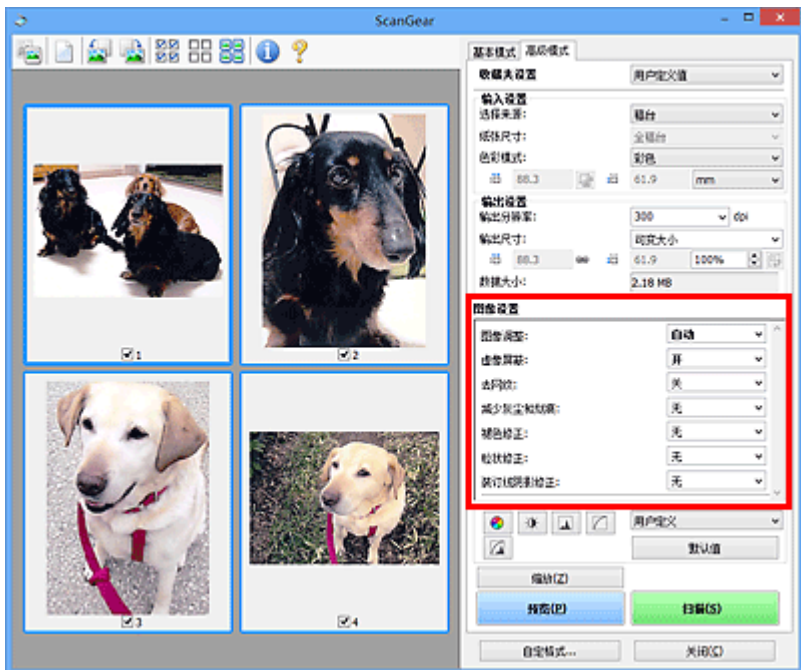 ScanGear
基本模式 高级模式
收藏夹设置 用户定义值
输入设置
选择来源: 稿台
纸张尺寸: 全稿台
色彩模式: 彩色
88.3 61.9 mm
输出设置
输出分辨率: 300 dpi
输出尺寸: 可变大小
88.3 61.9 100%
数据大小: 2.18 MB
图像设置
图像调整: 自动
虚像屏蔽: 开
去网纹: 关
减少灰尘和划痕: 无
褪色修正: 无
粒状修正: 无
装订线阴影修正: 无
用户定义
默认值
缩放(Z)
预览(P) 扫描(S)
自定格式... 关闭(C)
1
2
3
4